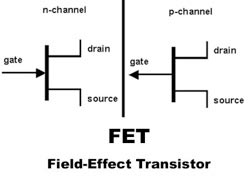 n-channel
p-channel
drain
drain
gate
gate
source
source
FET
Field-Effect Transistor